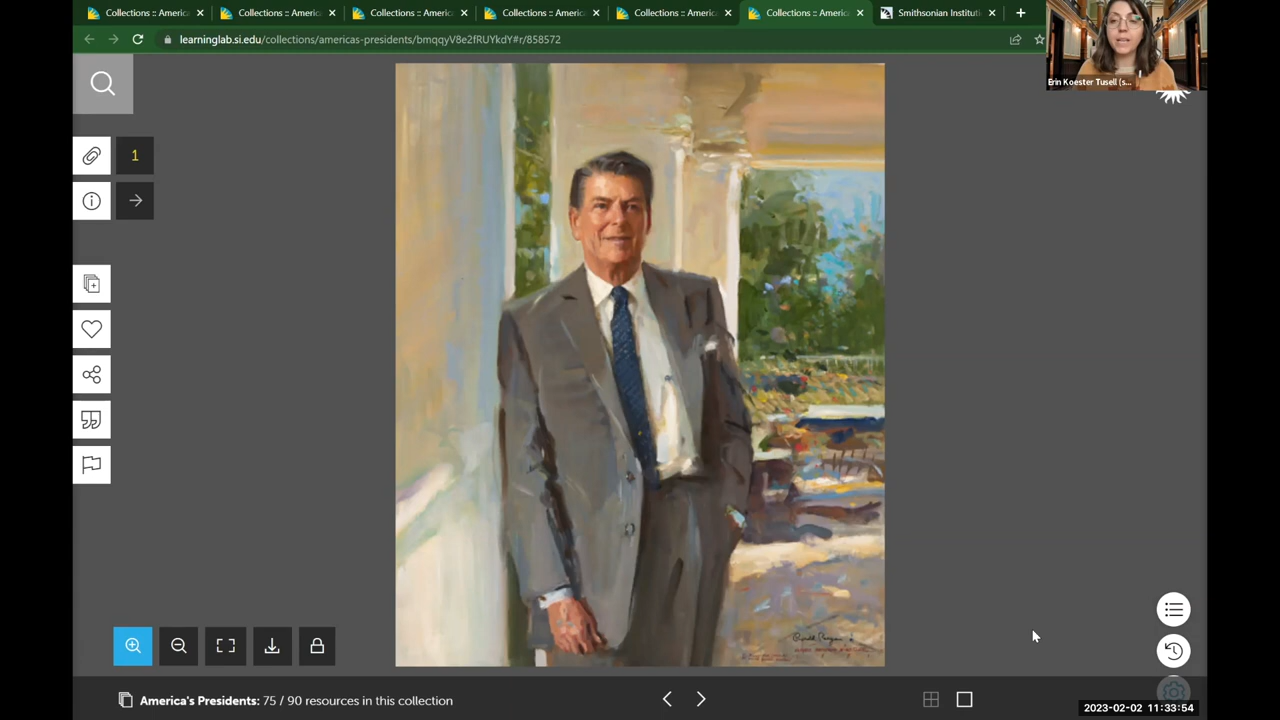 Collections :: Americ
Collections :: Americ
Collections :: Americ
Collections :: Americ
Collections :: Americ
Collections :: Americ
Smithsonian Instituti
learninglab.si.edu/collections/americas-presidents/bmqqyV8e2fRUYkdY#r/858572
Erin Koester Tusell (s...
1
America's Presidents: 75 / 90 resources in this collection
2023-02-02 11:33:54